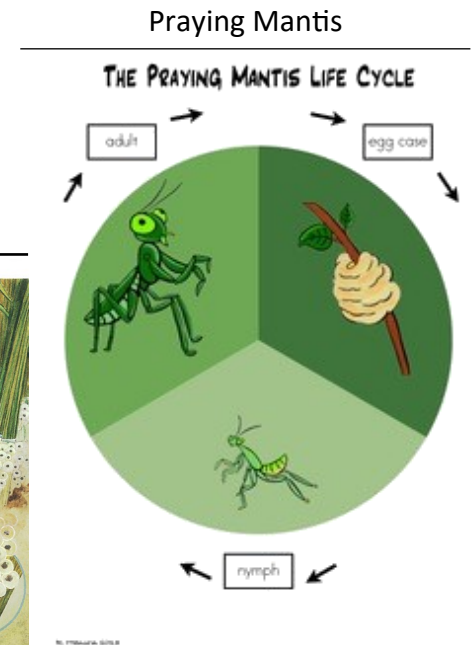 Praying Mantis
THE PRAYING MANTIS LIFE CYCLE
adult
egg case
nymph